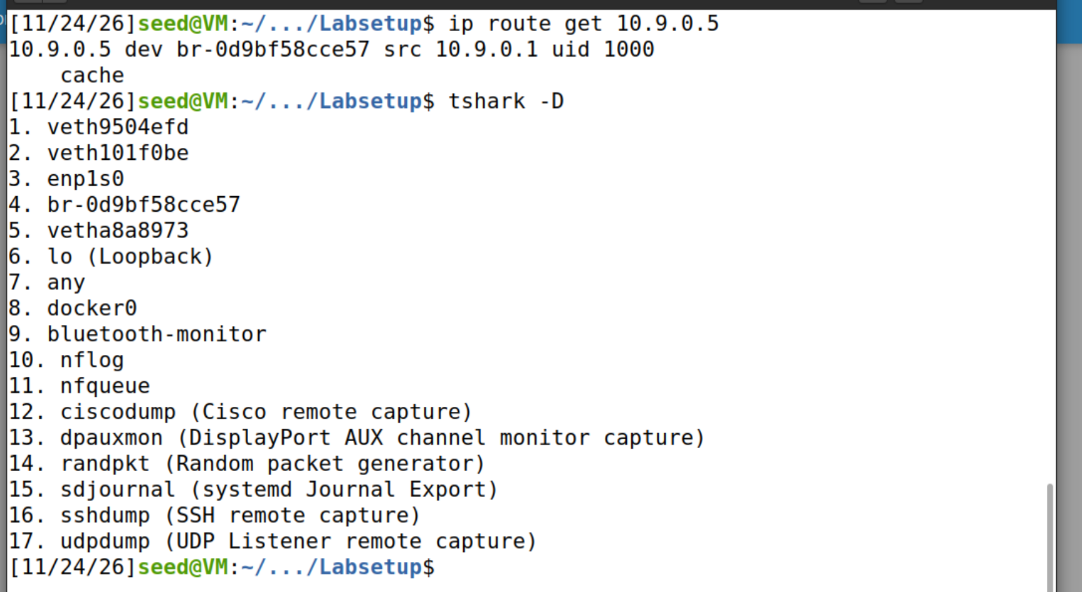 [11/24/26]seed@VM:~/.../Labsetup$ ip route get 10.9.0.5
10.9.0.5 dev br-0d9bf58cce57 src 10.9.0.1 uid 1000
    cache
[11/24/26]seed@VM:~/.../Labsetup$ tshark -D
1. veth9504efd
2. veth101f0be
3. enp1s0
4. br-0d9bf58cce57
5. vetha8a8973
6. lo (Loopback)
7. any
8. docker0
9. bluetooth-monitor
10. nflog
11. nfqueue
12. ciscodump (Cisco remote capture)
13. dpauxmon (DisplayPort AUX channel monitor capture)
14. randpkt (Random packet generator)
15. sdjournal (systemd Journal Export)
16. sshdump (SSH remote capture)
17. udpdump (UDP Listener remote capture)
[11/24/26]seed@VM:~/.../Labsetup$